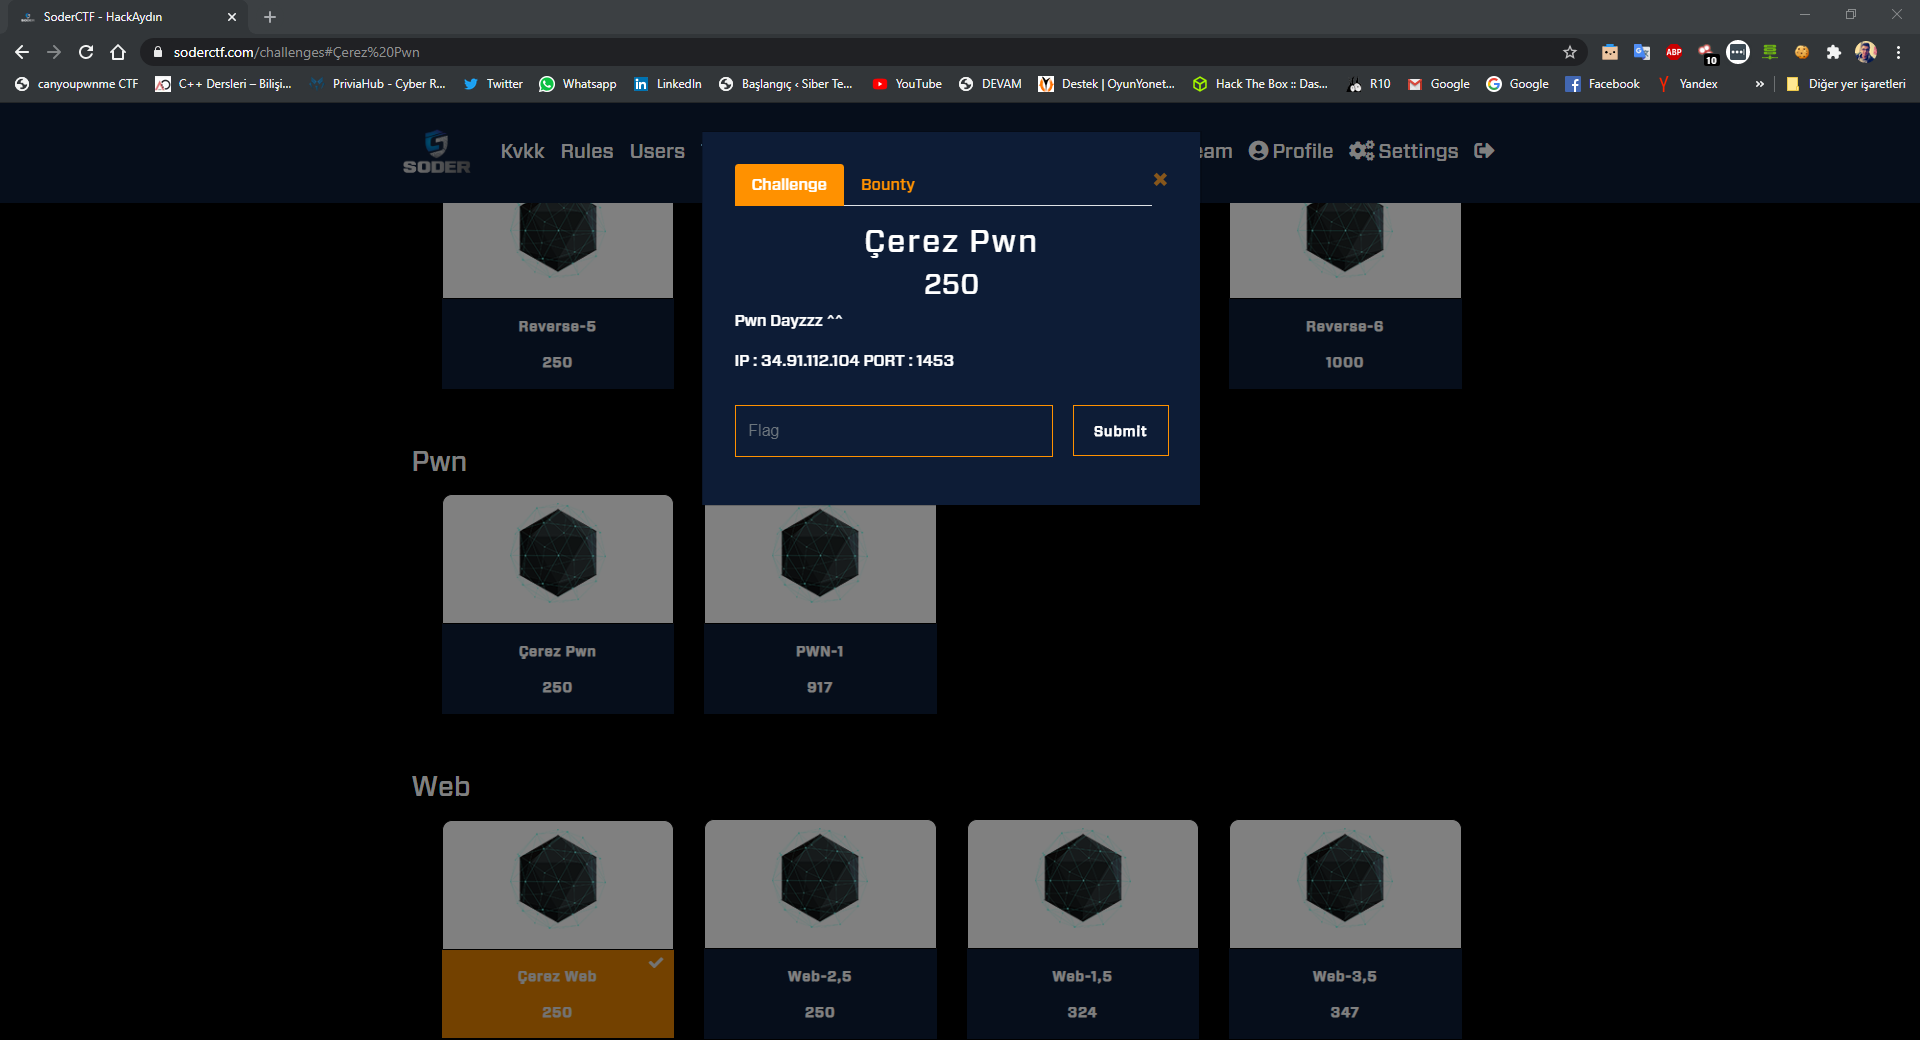 SoderCTF - HackAydın
soderctf.com/challenges#Çerez%20Pwn
ABP
10
canyoupwnme CTF
C++ Dersleri – Bilişi...
PriviaHub - Cyber R...
Twitter
Whatsapp
LinkedIn
Başlangıç ‹ Siber Te...
YouTube
DEVAM
Destek | OyunYonet...
Hack The Box :: Das...
R10
Google
Google
Facebook
Yandex
»
Diğer yer işaretleri
SODER
Kvkk
Rules
Users
eam
Profile
Settings
Challenge
Bounty
Çerez Pwn
250
Pwn Dayzzz ^^
IP : 34.91.112.104 PORT : 1453
Flag
Submit
Reverse-5
250
Reverse-6
1000
Pwn
Çerez Pwn
250
PWN-1
917
Web
Çerez Web
250
Web-2,5
250
Web-1,5
324
Web-3,5
347